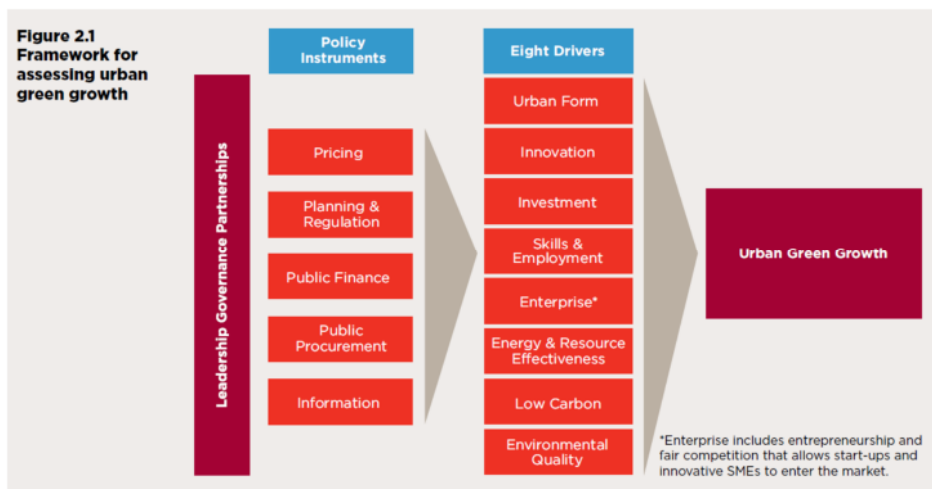 Figure 2.1
Framework for
assessing urban
green growth
Leadership Governance Partnerships
Policy
Instruments
Pricing
Planning &
Regulation
Public Finance
Public
Procurement
Information
Eight Drivers
Urban Form
Innovation
Investment
Skills &
Employment
Enterprise*
Energy & Resource
Effectiveness
Low Carbon
Environmental
Quality
Urban Green Growth
*Enterprise includes entrepreneurship and
fair competition that allows start-ups and
innovative SMEs to enter the market.